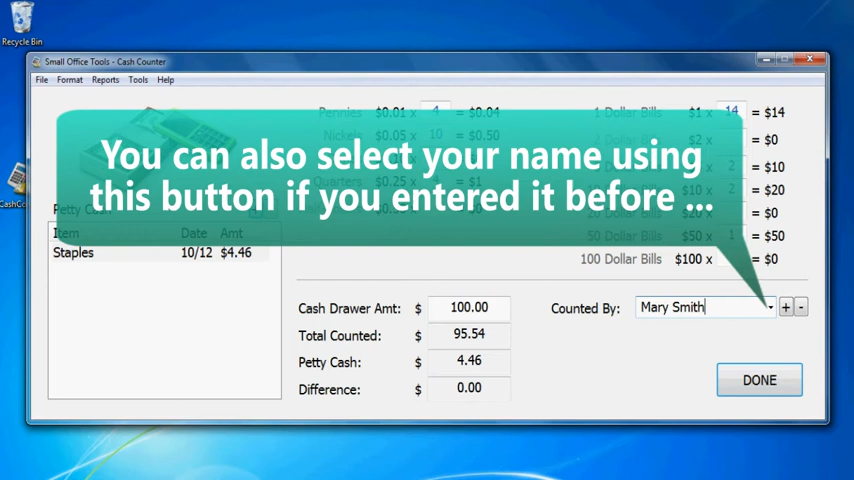 Recycle Bin
Small Office Tools - Cash Counter
File Format Reports Tools Help
Pennies $0.01 x 4 = $0.04 1 Dollar Bills $1 x 14 = $14
Nickels $0.05 x 10 = $0.50 $2 x = $0
2 = $10
Quarters $0.25 x = $1 2 = $20
= $0
50 Dollar Bills $50 x 1 = $50
100 Dollar Bills $100 x = $0
You can also select your name using
this button if you entered it before ...
Petty Cash
Item Date Amt
Staples 10/12 $4.46
Cash Drawer Amt: $ 100.00
Total Counted: $ 95.54
Petty Cash: $ 4.46
Difference: $ 0.00
Counted By: Mary Smith + -
DONE